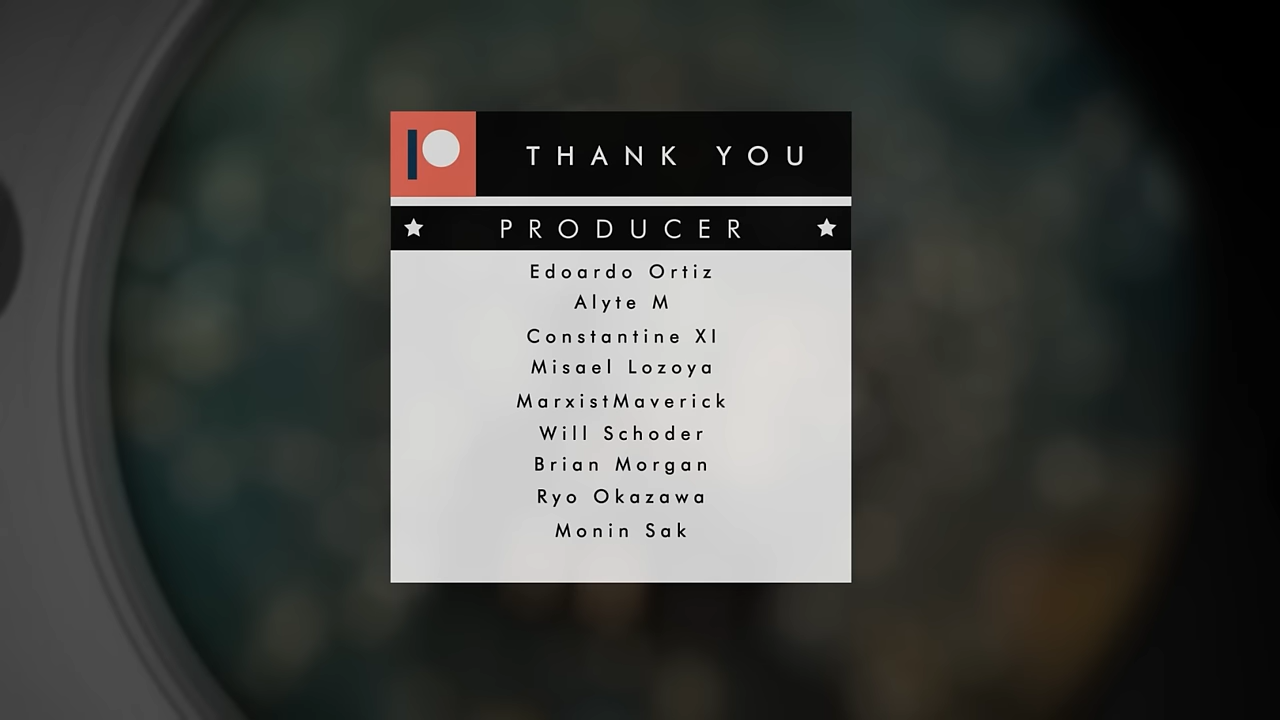 THANK YOU
PRODUCER
Edoardo Ortiz
Alyte M
Constantine XI
Misael Lozoya
MarxistMaverick
Will Schoder
Brian Morgan
Ryo Okazawa
Monin Sak